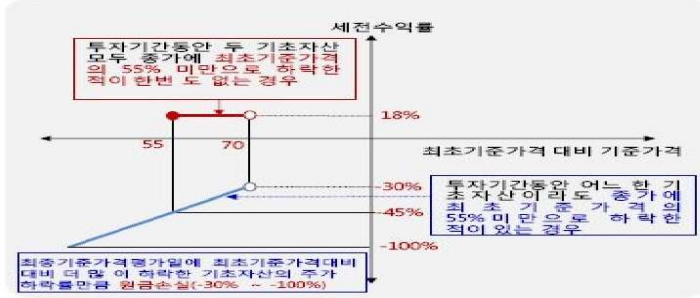 세전수익률
투자기간동안 두 기초자산
모두 종가에 최초기준가격
의 55% 미만으로 하락한
적이 한번 도 없는 경우
18%
55
70
최초기준가격 대비 기준가격
-30%
투자기간동안 어느 한 기
초자산이라도 종가에
최초기준가격의
55%미만으로 하락한
적이 있는 경우
-45%
-100%
최종기준가격평가일에 최초기준가격대비
대비 더 많 이 하락한 기초자산의 주가
하락률만큼 원금손실(-30% ~ -100%)